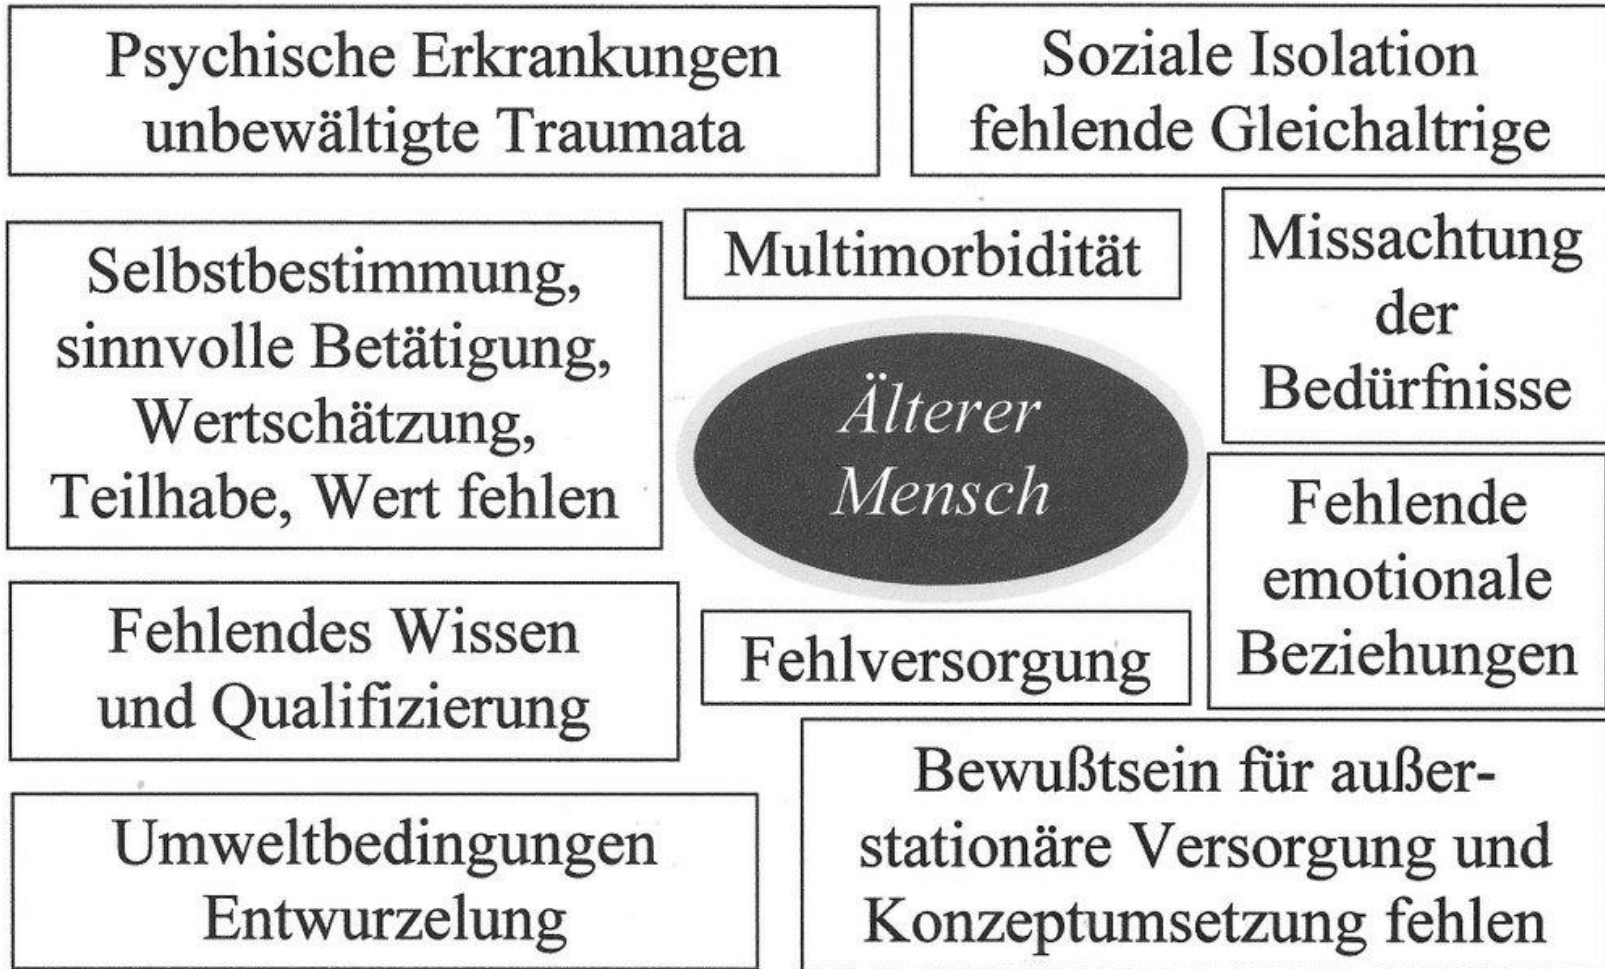 Psychische Erkrankungen
unbewältigte Traumata
Soziale Isolation
fehlende Gleichaltrige
Selbstbestimmung,
sinnvolle Betätigung,
Wertschätzung,
Teilhabe, Wert fehlen
Multimorbidität
Missachtung
der
Bedürfnisse
Älterer
Mensch
Fehlende
emotionale
Beziehungen
Fehlendes Wissen
und Qualifizierung
Fehlversorgung
Umweltbedingungen
Entwurzelung
Bewußtsein für außer-
stationäre Versorgung und
Konzeptumsetzung fehlen